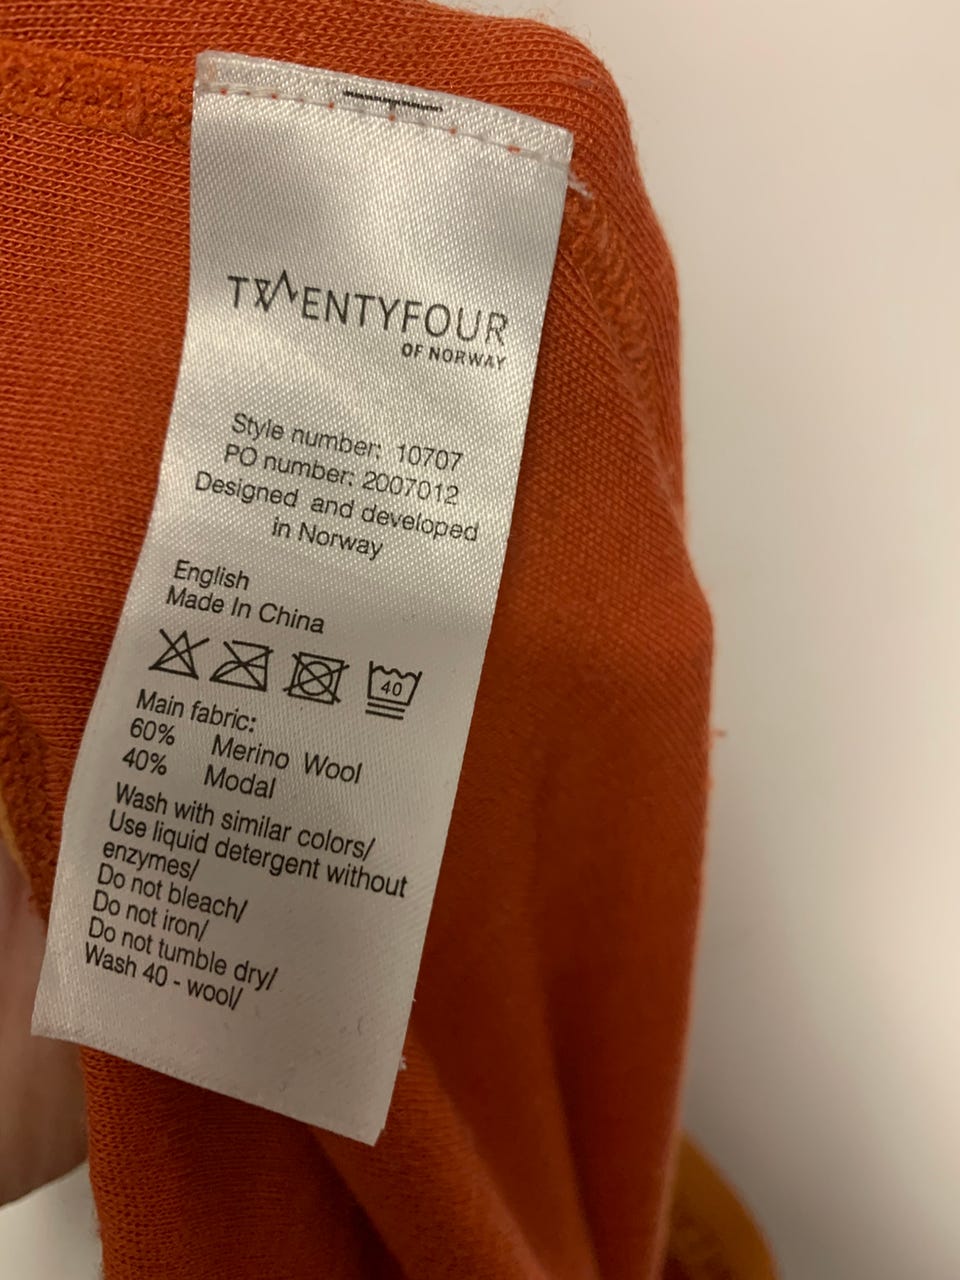 TWENTYFOUR
OF NORWAY
Style number: 10707
PO number: 2007012
Designed and developed
in Norway
English
Made In China
40
Main fabric:
60% Merino Wool
40% Modal
Wash with similar colors/
Use liquid detergent without
enzymes/
Do not bleach/
Do not iron/
Do not tumble dry/
Wash 40 - wool/